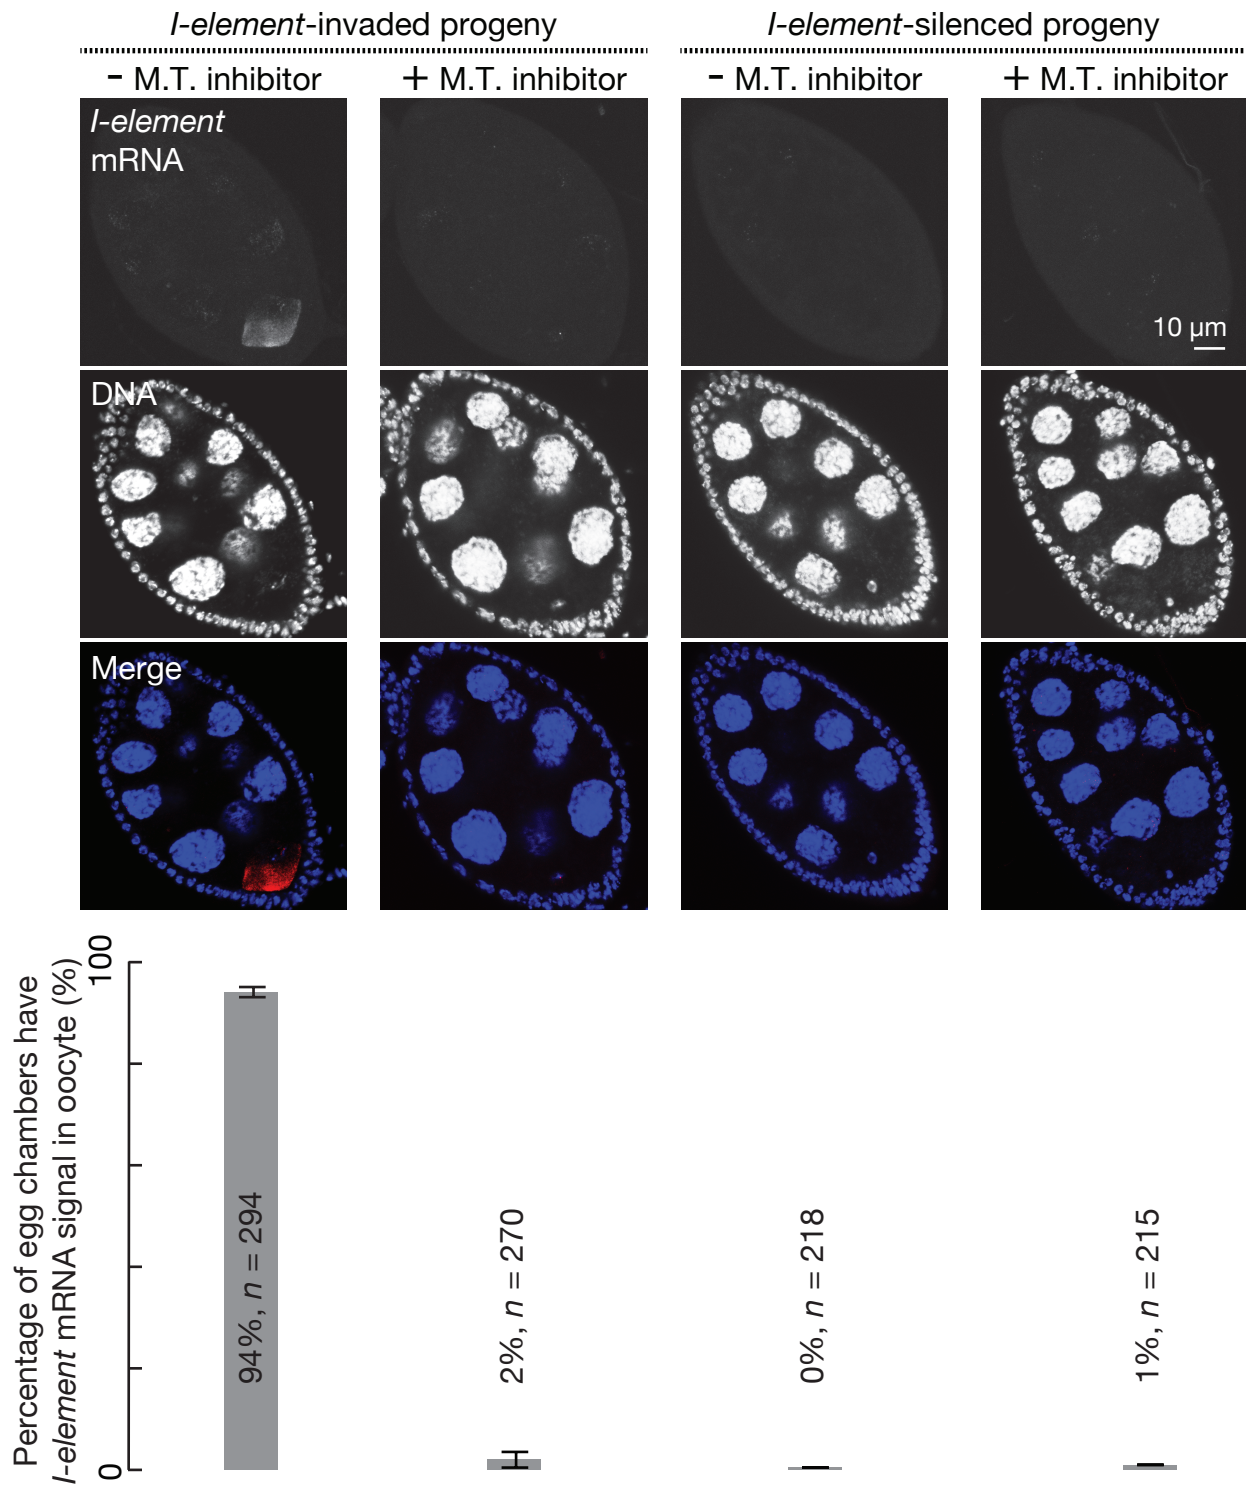 I-element-invaded progeny
I-element-silenced progeny
- M.T. inhibitor
+ M.T. inhibitor
- M.T. inhibitor
+ M.T. inhibitor
I-element
mRNA
10 µm
DNA
Merge
Percentage of egg chambers have
I-element mRNA signal in oocyte (%)
100
0
94%, n = 294
2%, n = 270
0%, n = 218
1%, n = 215